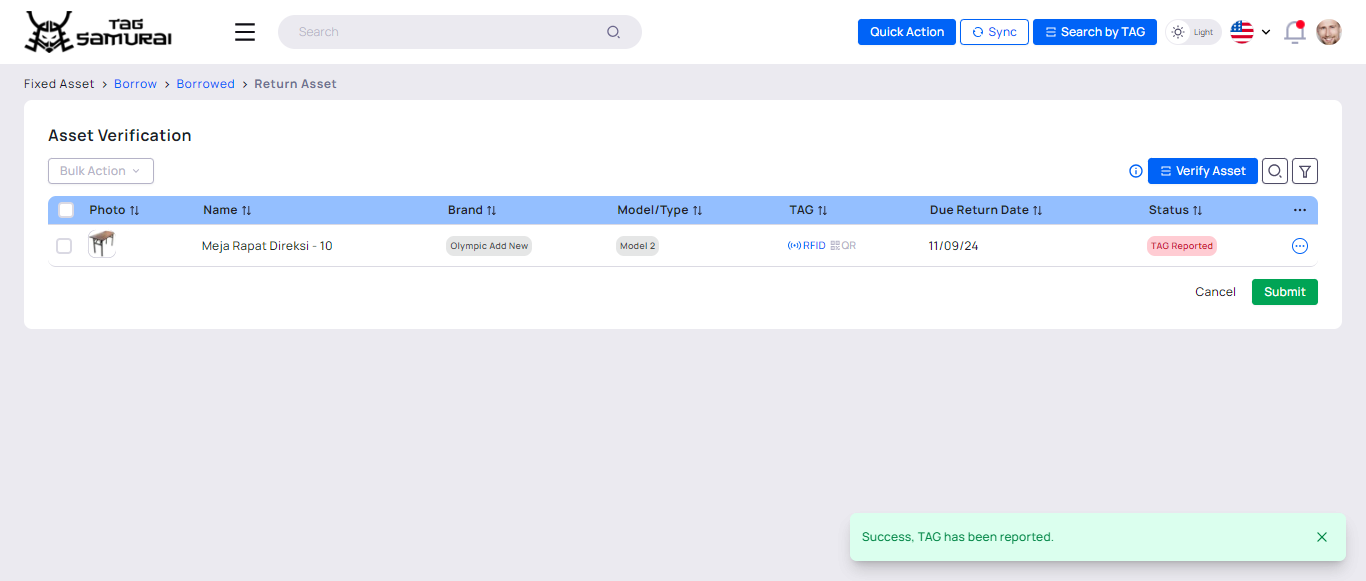 TAG SAMURAI
Search
Quick Action
Sync
Search by TAG
Light
Fixed Asset > Borrow > Borrowed > Return Asset
Asset Verification
Bulk Action
Verify Asset
Photo Name Brand Model/Type TAG Due Return Date Status
Meja Rapat Direksi - 10 Olympic Add New Model 2 RFID QR 11/09/24 TAG Reported
Cancel Submit
Success, TAG has been reported.